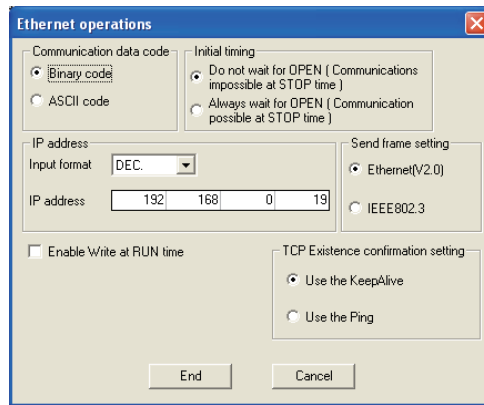 Ethernet operations
Communication data code
Binary code
ASCII code
Initial timing
Do not wait for OPEN ( Communications
impossible at STOP time )
Always wait for OPEN ( Communication
possible at STOP time )
IP address
Input format DEC.
IP address 192 168 0 19
Send frame setting
Ethernet(V2.0)
IEEE802.3
Enable Write at RUN time
TCP Existence confirmation setting
Use the KeepAlive
Use the Ping
End Cancel